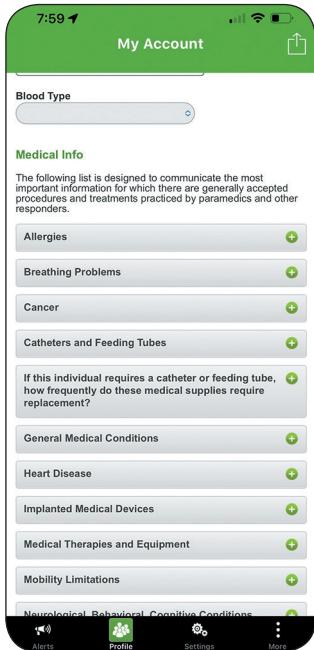 7:59
My Account
Blood Type
Medical Info
The following list is designed to communicate the most
important information for which there are generally accepted
procedures and treatments practiced by paramedics and other
responders.
Allergies
Breathing Problems
Cancer
Catheters and Feeding Tubes
If this individual requires a catheter or feeding tube,
how frequently do these medical supplies require
replacement?
General Medical Conditions
Heart Disease
Implanted Medical Devices
Medical Therapies and Equipment
Mobility Limitations
Neurological, Behavioral, Cognitive Conditions
Alerts Profile Settings More